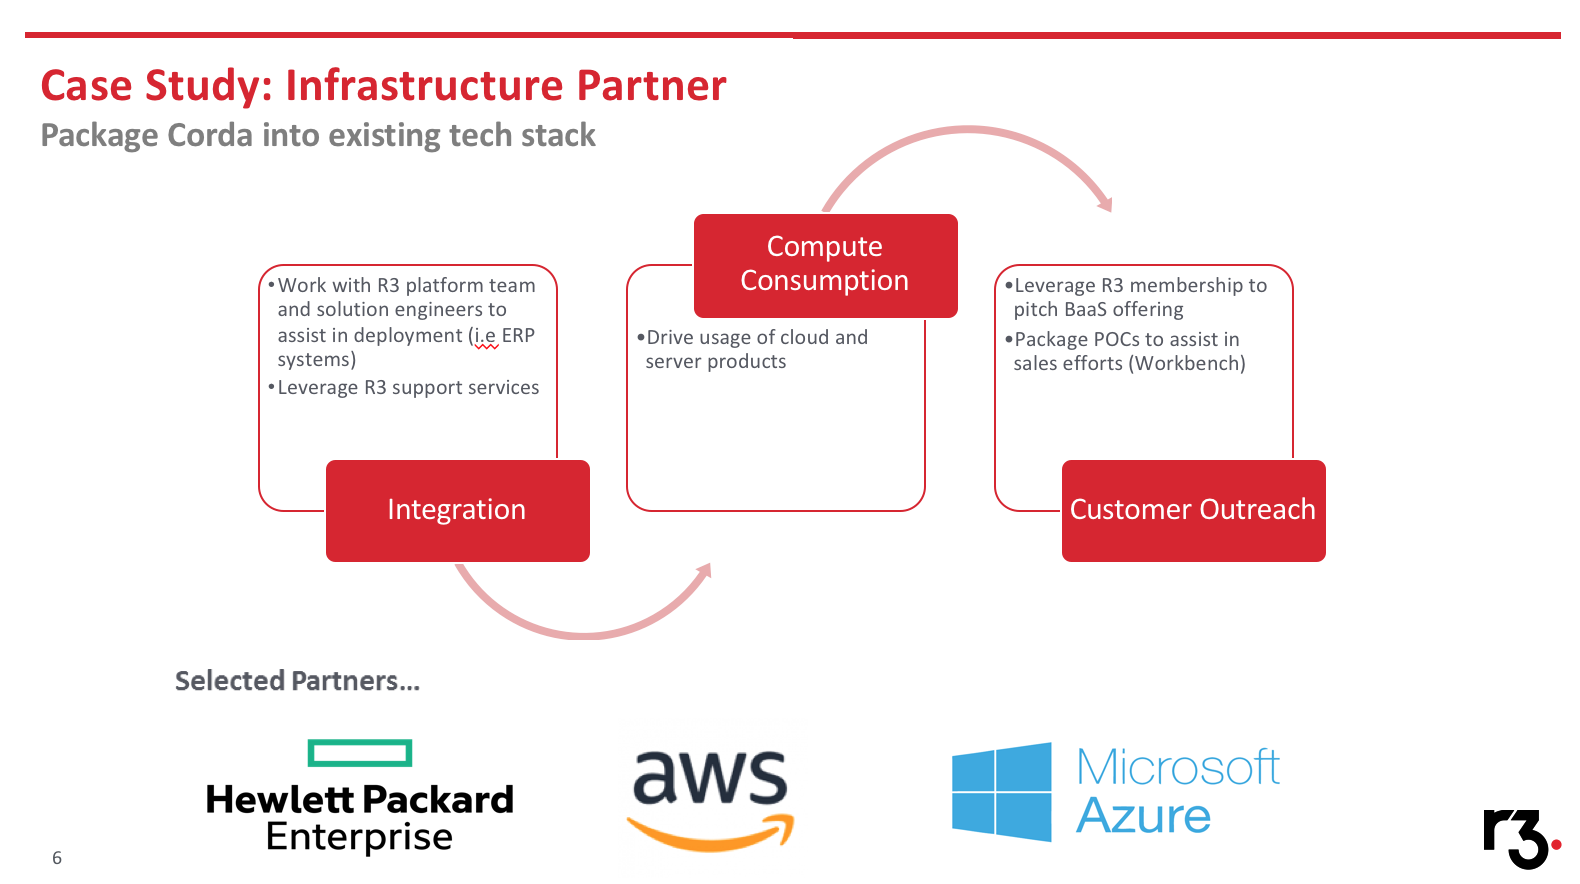 Case Study: Infrastructure Partner
Package Corda into existing tech stack
•Work with R3 platform team
and solution engineers to
assist in deployment (i.e ERP
systems)
•Leverage R3 support services
Integration
Compute
Consumption
•Drive usage of cloud and
server products
•Leverage R3 membership to
pitch BaaS offering
•Package POCs to assist in
sales efforts (Workbench)
Customer Outreach
Selected Partners...
Hewlett Packard
Enterprise
aws
Microsoft
Azure
6
r3.